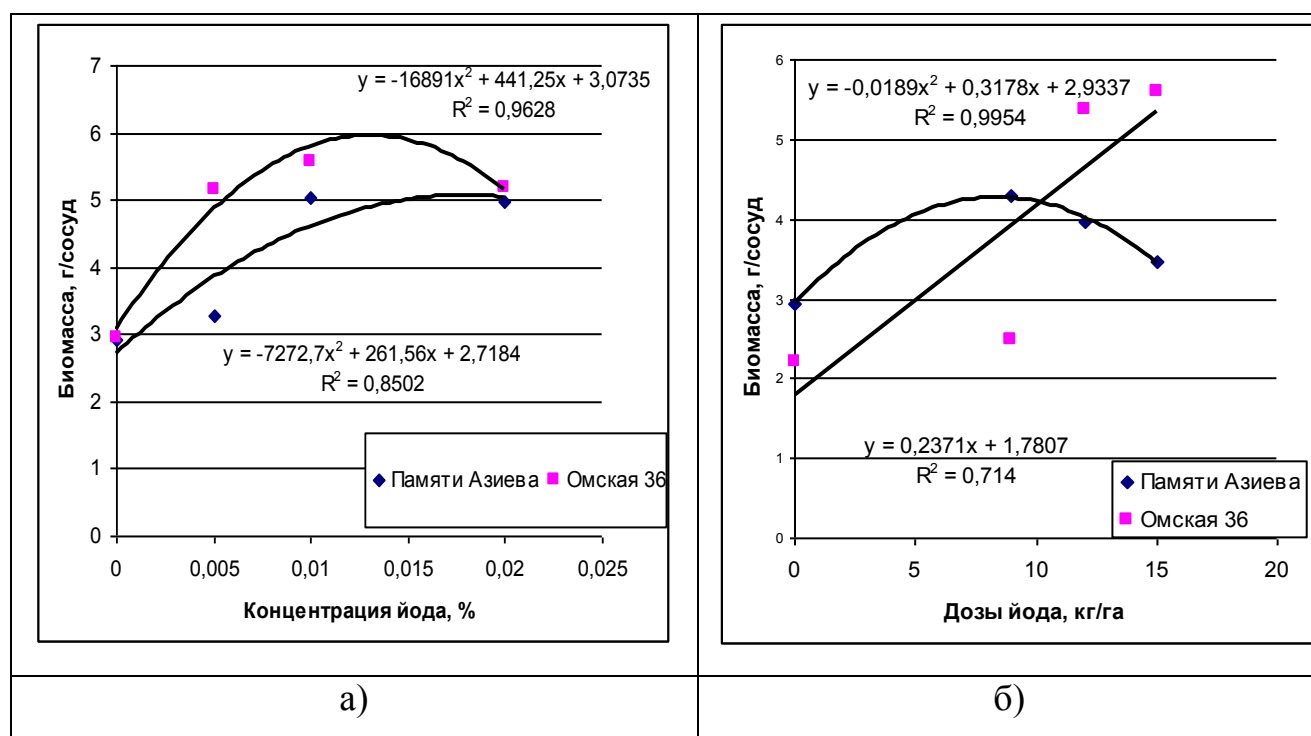 7
6
5
4
3
2
1
0
Биомасса, г/сосуд
y = -16891x² + 441,25x + 3,0735
R² = 0,9628
y = -7272,7x² + 261,56x + 2,7184
R² = 0,8502
Памяти Азиева Омская 36
0 0,005 0,01 0,015 0,02 0,025
Концентрация йода, %
6
5
4
3
2
1
0
Биомасса, г/сосуд
y = -0,0189x² + 0,3178x + 2,9337
R² = 0,9954
y = 0,2371x + 1,7807
R² = 0,714
Памяти Азиева
Омская 36
0 5 10 15 20
Дозы йода, кг/га
а)
б)